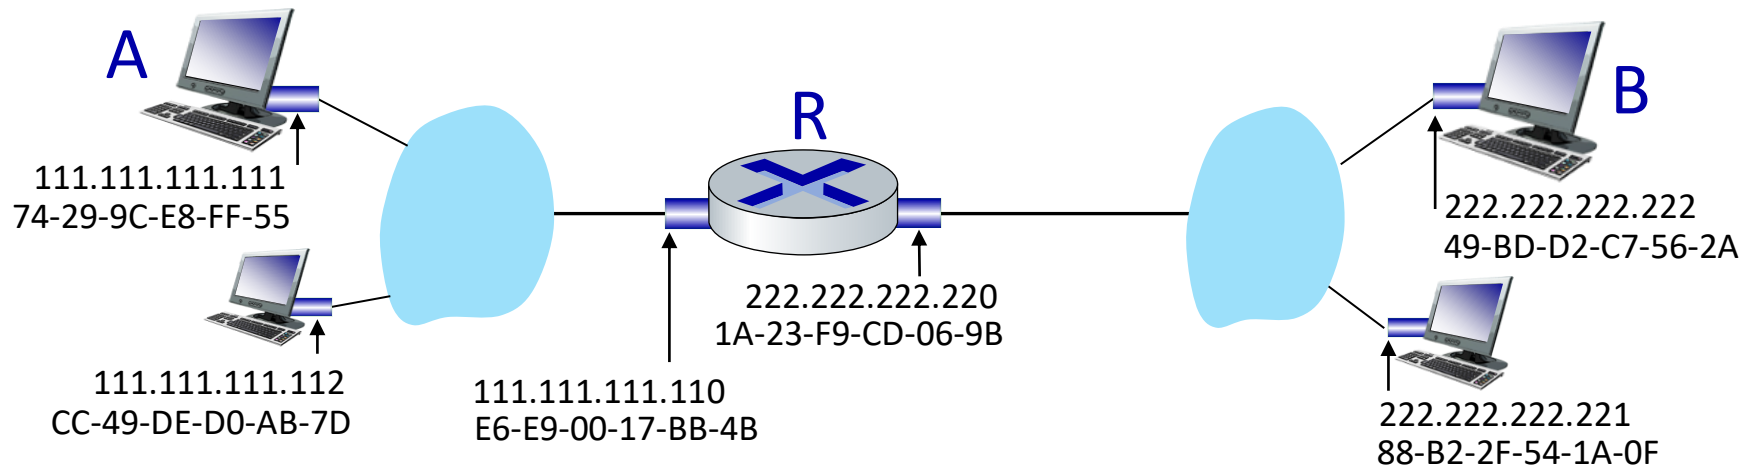 A
R
B
111.111.111.111
74-29-9C-E8-FF-55
222.222.222.222
49-BD-D2-C7-56-2A
222.222.222.220
1A-23-F9-CD-06-9B
111.111.111.112
CC-49-DE-D0-AB-7D
111.111.111.110
E6-E9-00-17-BB-4B
222.222.222.221
88-B2-2F-54-1A-0F